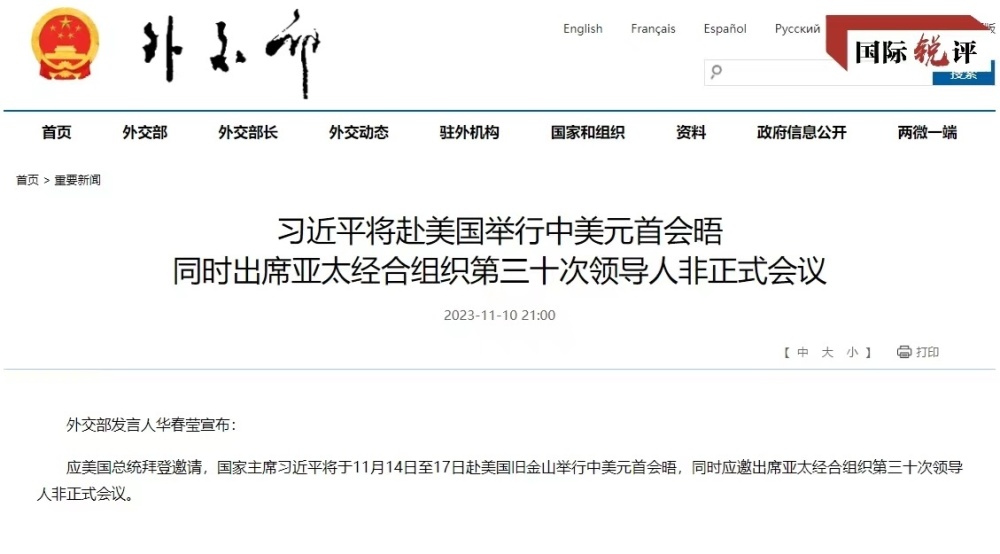 外交部
English Français Español Русский
国际锐评
搜索
首页 外交部 外交部长 外交动态 驻外机构 国家和组织 资料 政府信息公开 两微一端
首页 > 重要新闻
习近平将赴美国举行中美元首会晤
同时出席亚太经合组织第三十次领导人非正式会议
2023-11-10 21:00
【 中 大 小 】 打印
外交部发言人华春莹宣布：
应美国总统拜登邀请，国家主席习近平将于11月14日至17日赴美国旧金山举行中美元首会晤，同时应邀出席亚太经合组织第三十次领导
人非正式会议。